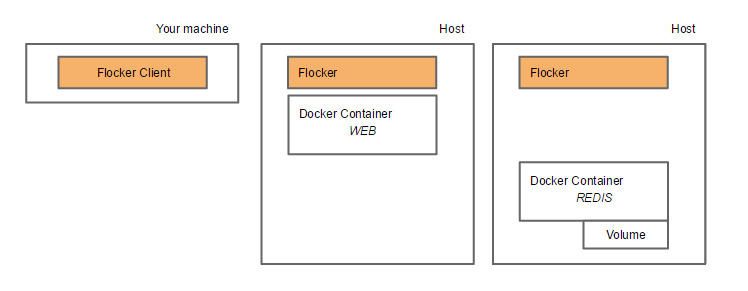 Your machine
Flocker Client
Host
Flocker
Docker Container
WEB
Host
Flocker
Docker Container
REDIS
Volume